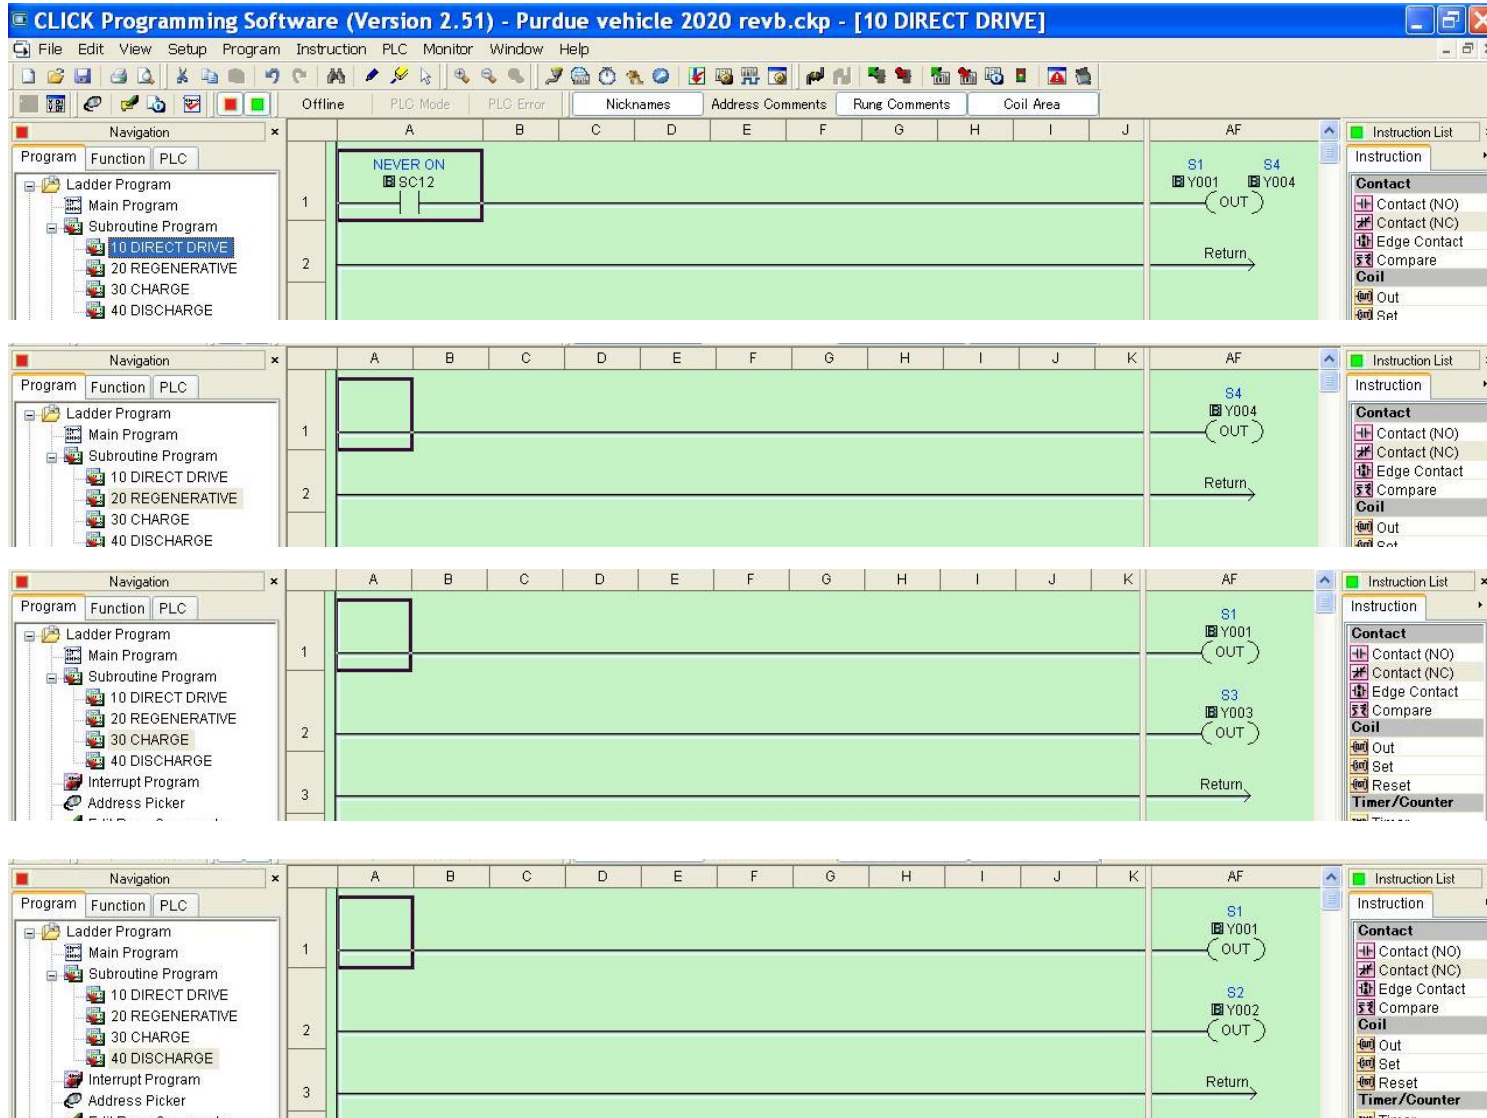 CLICK Programming Software (Version 2.51) - Purdue vehicle 2020 revb.ckp - [10 DIRECT DRIVE]
File Edit View Setup Program Instruction PLC Monitor Window Help
Offline PLC Mode PLC Error Nicknames Address Comments Rung Comments Coil Area
Navigation
Program Function PLC
Ladder Program
Main Program
Subroutine Program
10 DIRECT DRIVE
20 REGENERATIVE
30 CHARGE
40 DISCHARGE
A B C D E F G H I J AF
NEVER ON
SC12
1
S1 S4
Y001 Y004
OUT
2
Return
Instruction List
Instruction
Contact
Contact (NO)
Contact (NC)
Edge Contact
Compare
Coil
Out
Set
Navigation
Program Function PLC
Ladder Program
Main Program
Subroutine Program
10 DIRECT DRIVE
20 REGENERATIVE
30 CHARGE
40 DISCHARGE
A B C D E F G H I J K AF
1
S4
Y004
OUT
2
Return
Instruction List
Instruction
Contact
Contact (NO)
Contact (NC)
Edge Contact
Compare
Coil
Out
Navigation
Program Function PLC
Ladder Program
Main Program
Subroutine Program
10 DIRECT DRIVE
20 REGENERATIVE
30 CHARGE
40 DISCHARGE
Interrupt Program
Address Picker
A B C D E F G H I J K AF
1
S1
Y001
OUT
2
S3
Y003
OUT
3
Return
Instruction List
Instruction
Contact
Contact (NO)
Contact (NC)
Edge Contact
Compare
Coil
Out
Set
Reset
Timer/Counter
Navigation
Program Function PLC
Ladder Program
Main Program
Subroutine Program
10 DIRECT DRIVE
20 REGENERATIVE
30 CHARGE
40 DISCHARGE
Interrupt Program
Address Picker
A B C D E F G H I J K AF
1
S1
Y001
OUT
2
S2
Y002
OUT
3
Return
Instruction List
Instruction
Contact
Contact (NO)
Contact (NC)
Edge Contact
Compare
Coil
Out
Set
Reset
Timer/Counter